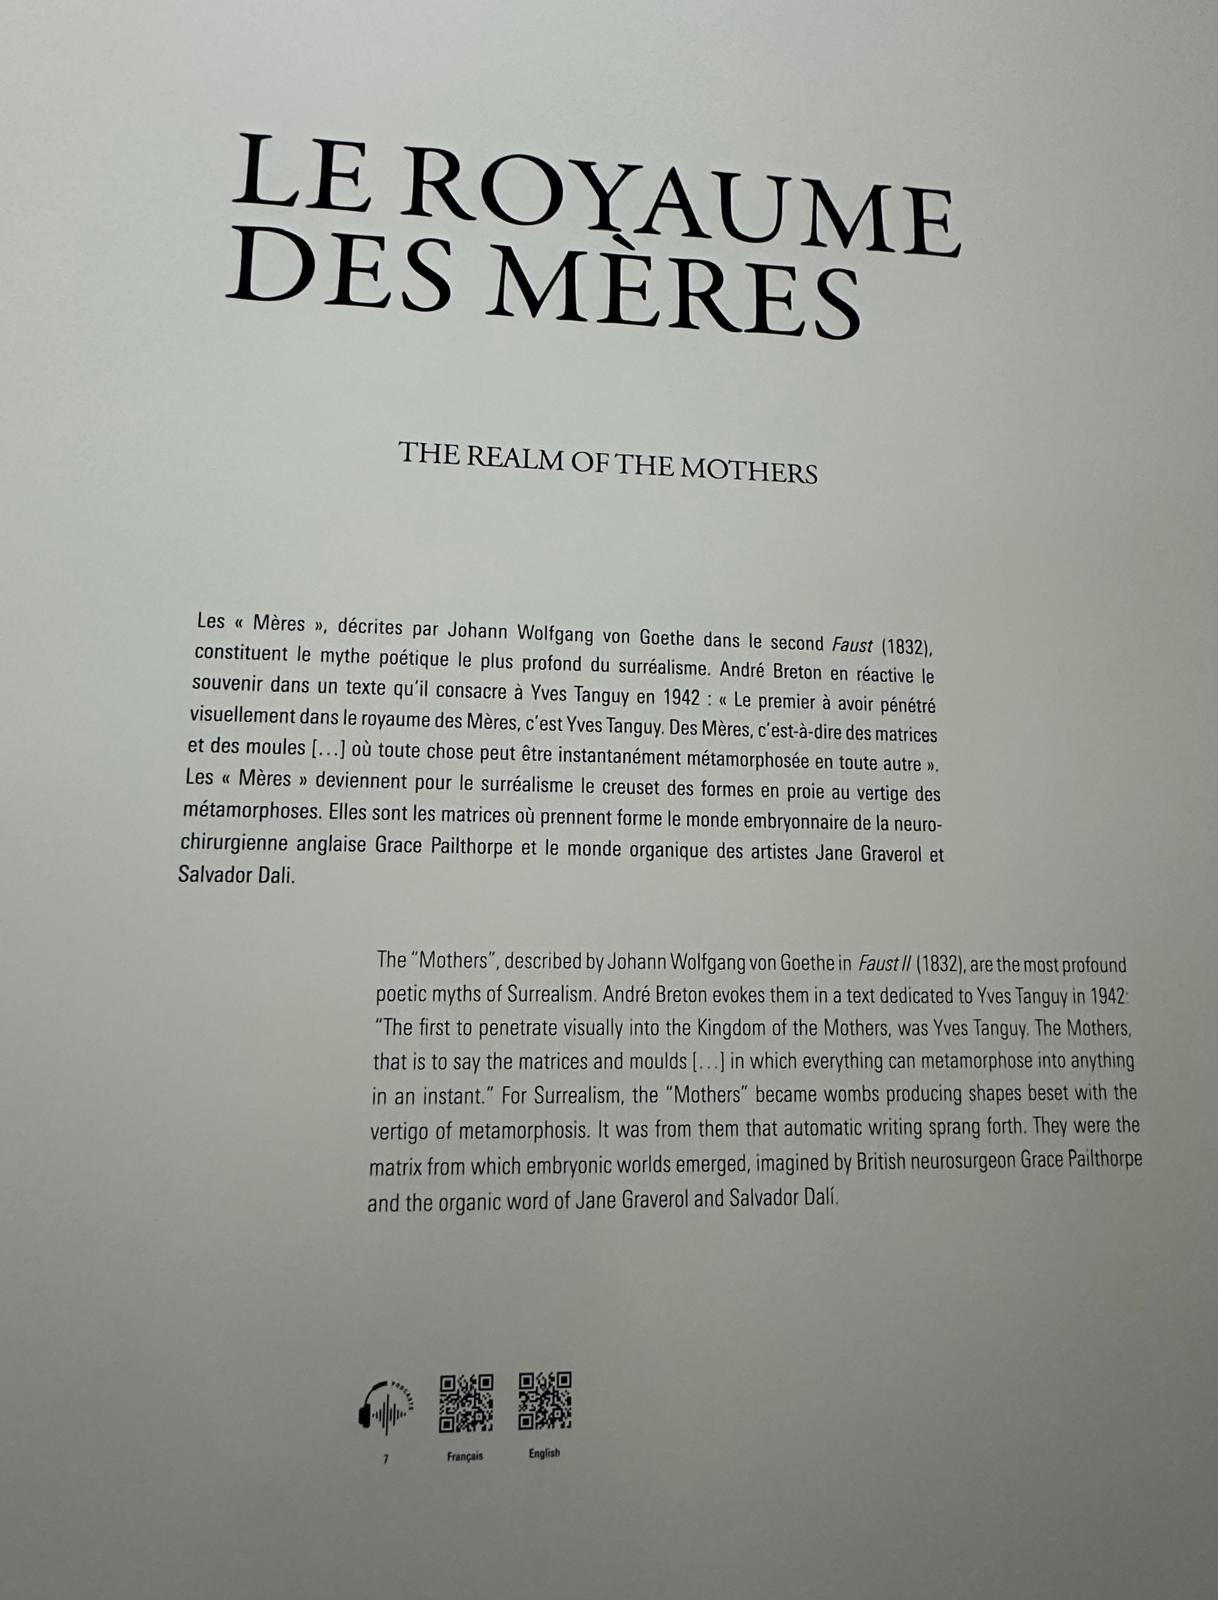 LE ROYAUME
DES MÈRES
THE REALM OF THE MOTHERS
Les « Mères », décrites par Johann Wolfgang von Goethe dans le second Faust (1832),
constituent le mythe poétique le plus profond du surréalisme. André Breton en réactive le
souvenir dans un texte qu'il consacre à Yves Tanguy en 1942 : « Le premier à avoir pénétré
visuellement dans le royaume des Mères, c'est Yves Tanguy. Des Mères, c'est-à-dire des matrices
et des moules […] où toute chose peut être instantanément métamorphosée en toute autre ».
Les « Mères » deviennent pour le surréalisme le creuset des formes en proie au vertige des
métamorphoses. Elles sont les matrices où prennent forme le monde embryonnaire de la neuro-
chirurgienne anglaise Grace Pailthorpe et le monde organique des artistes Jane Graverol et
Salvador Dali.
The “Mothers”, described by Johann Wolfgang von Goethe in Faust II (1832), are the most profound
poetic myths of Surrealism. André Breton evokes them in a text dedicated to Yves Tanguy in 1942:
“The first to penetrate visually into the Kingdom of the Mothers, was Yves Tanguy. The Mothers,
that is to say the matrices and moulds […] in which everything can metamorphose into anything
in an instant.” For Surrealism, the “Mothers” became wombs producing shapes beset with the
vertigo of metamorphosis. It was from them that automatic writing sprang forth. They were the
matrix from which embryonic worlds emerged, imagined by British neurosurgeon Grace Pailthorpe
and the organic word of Jane Graverol and Salvador Dalí.
PODCASTS
7
Français
English